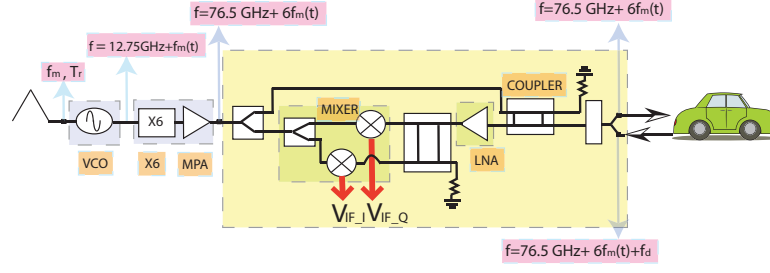 f=76.5 GHz+ 6fm(t)
f=76.5 GHz+ 6fm(t)
f = 12.75GHz+fm(t)
fm , Tr
COUPLER
MIXER
X6
VCO
X6
MPA
LNA
VIF_I
VIF_Q
f=76.5 GHz+ 6fm(t)+fd